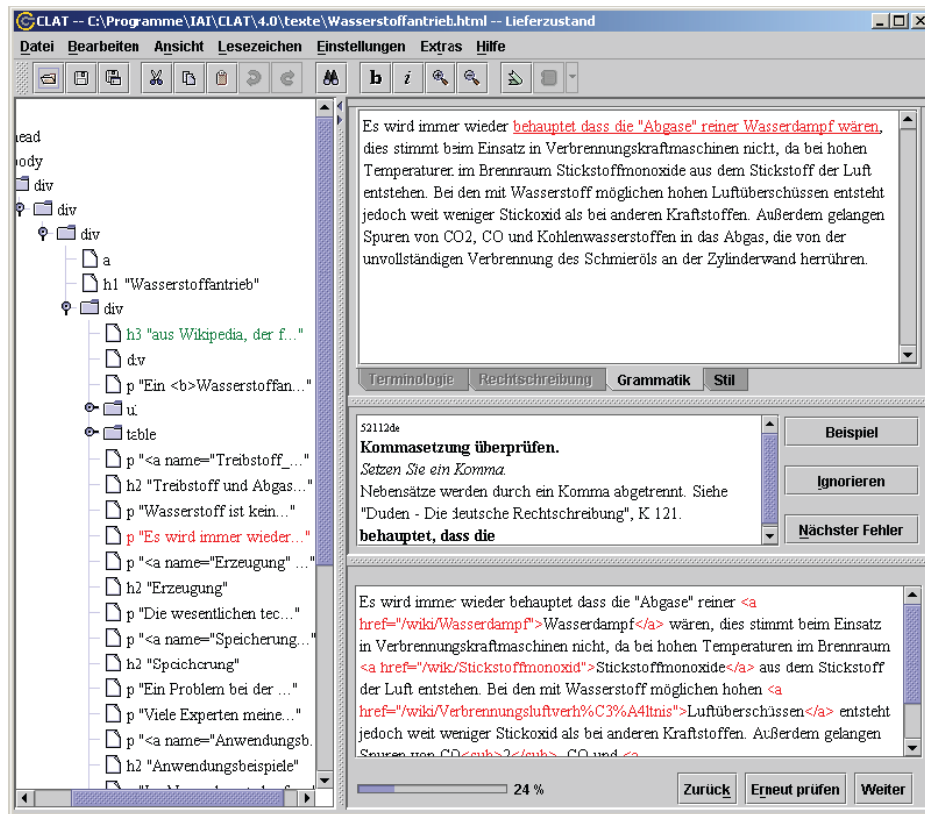 CLAT -- C:\Programme\IAI\CLAT\4.0\texte\Wasserstoffantrieb.html -- Lieferzustand
Datei Bearbeiten Ansicht Lesezeichen Einstellungen Extras Hilfe
b i
ead
ody
div
div
div
a
h1 "Wasserstoffantrieb"
div
h3 "aus Wikipedia, der f..."
div
p "Ein <b>Wasserstoffan..."
ul
table
p "<a name="Treibstoff_..."
h2 "Treibstoff und Abgas..."
p "Wasserstoff ist kein..."
p "Es wird immer wieder..."
p "<a name="Erzeugung" ..."
h2 "Erzeugung"
p "Die wesentlichen tec..."
p "<a name="Speicherung..."
h2 "Speicherung"
p "Ein Problem bei der ..."
p "Viele Experten meine..."
p "<a name="Anwendungsb.
h2 "Anwendungsbeispiele"
Es wird immer wieder behauptet dass die "Abgase" reiner Wasserdampf wären,
dies stimmt beim Einsatz in Verbrennungskraftmaschinen nicht, da bei hohen
Temperaturen im Brennraum Stickstoffmonoxide aus dem Stickstoff der Luft
entstehen. Bei den mit Wasserstoff möglichen hohen Luftüberschüssen entsteht
jedoch weit weniger Stickoxid als bei anderen Kraftstoffen. Außerdem gelangen
Spuren von CO2, CO und Kohlenwasserstoffen in das Abgas, die von der
unvollständigen Verbrennung des Schmieröls an der Zylinderwand herrühren.
Terminologie Rechtschreibung Grammatik Stil
52112de
Kommasetzung überprüfen.
Setzen Sie ein Komma.
Nebensätze werden durch ein Komma abgetrennt. Siehe
"Duden - Die deutsche Rechtschreibung", K 121.
behauptet, dass die
Beispiel
Ignorieren
Nächster Fehler
Es wird immer wieder behauptet dass die "Abgase" reiner <a
href="/wiki/Wasserdampf">Wasserdampf</a> wären, dies stimmt beim Einsatz
in Verbrennungskraftmaschinen nicht, da bei hohen Temperaturen im Brennraum
<a href="/wiki/Stickstoffmonoxid">Stickstoffmonoxide</a> aus dem Stickstoff
der Luft entstehen. Bei den mit Wasserstoff möglichen hohen <a
href="/wiki/Verbrennungsluftverh%C3%A4ltnis">Luftüberschüssen</a> entsteht
jedoch weit weniger Stickoxid als bei anderen Kraftstoffen. Außerdem gelangen
Spuren von CO<sub>2</sub>, CO und <a
24 %
Zurück Erneut prüfen Weiter